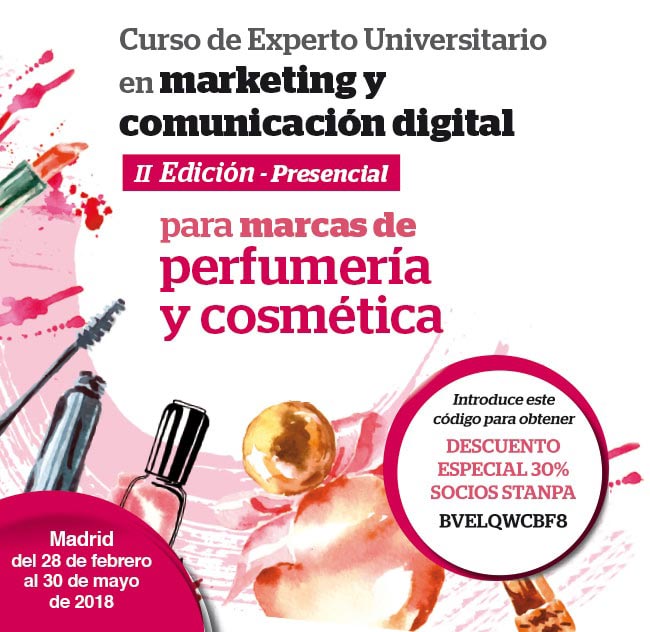 Curso de Experto Universitario
en marketing y
comunicación digital
II Edición - Presencial
para marcas de
perfumería
y cosmética
Introduce este
código para obtener
DESCUENTO
ESPECIAL 30%
SOCIOS STANPA
BVELQWCBF8
Madrid
del 28 de febrero
al 30 de mayo
de 2018